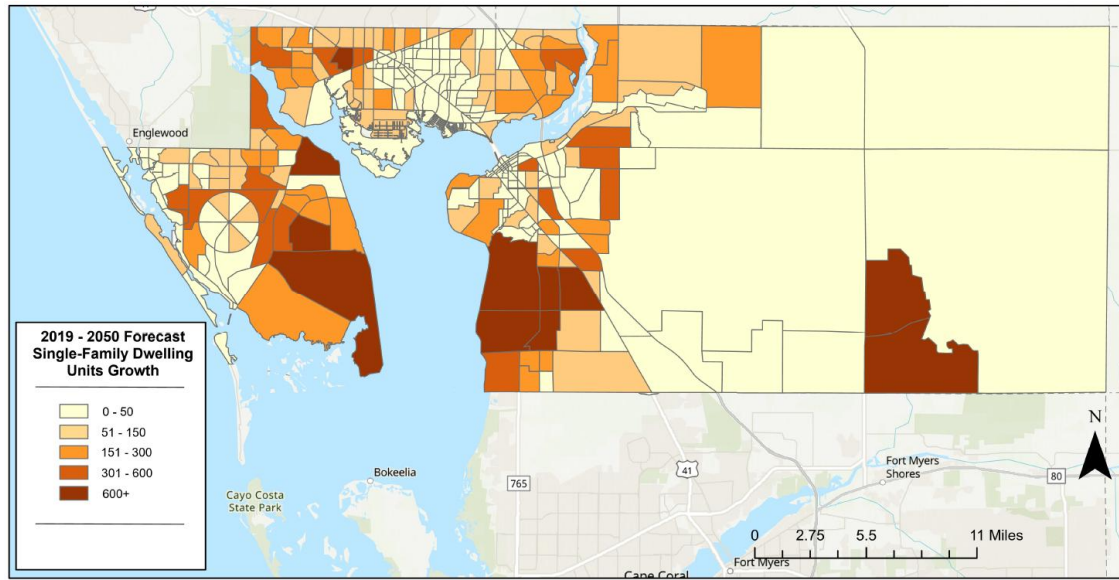 Englewood
2019 - 2050 Forecast
Single-Family Dwelling
Units Growth
0 - 50
51 - 150
151 - 300
301 - 600
600+
Bokeelia
Cayo Costa
State Park
765
41
Fort Myers
Shores
80
N
0 2.75 5.5 11 Miles
Fort Myers
Cape Coral